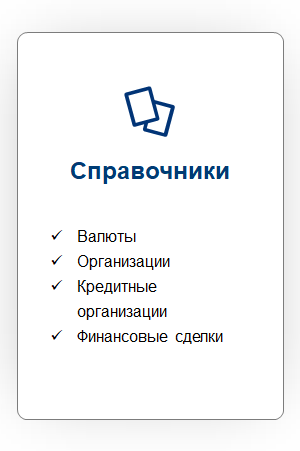 Справочники
✓ Валюты
✓ Организации
✓ Кредитные
организации
✓ Финансовые сделки